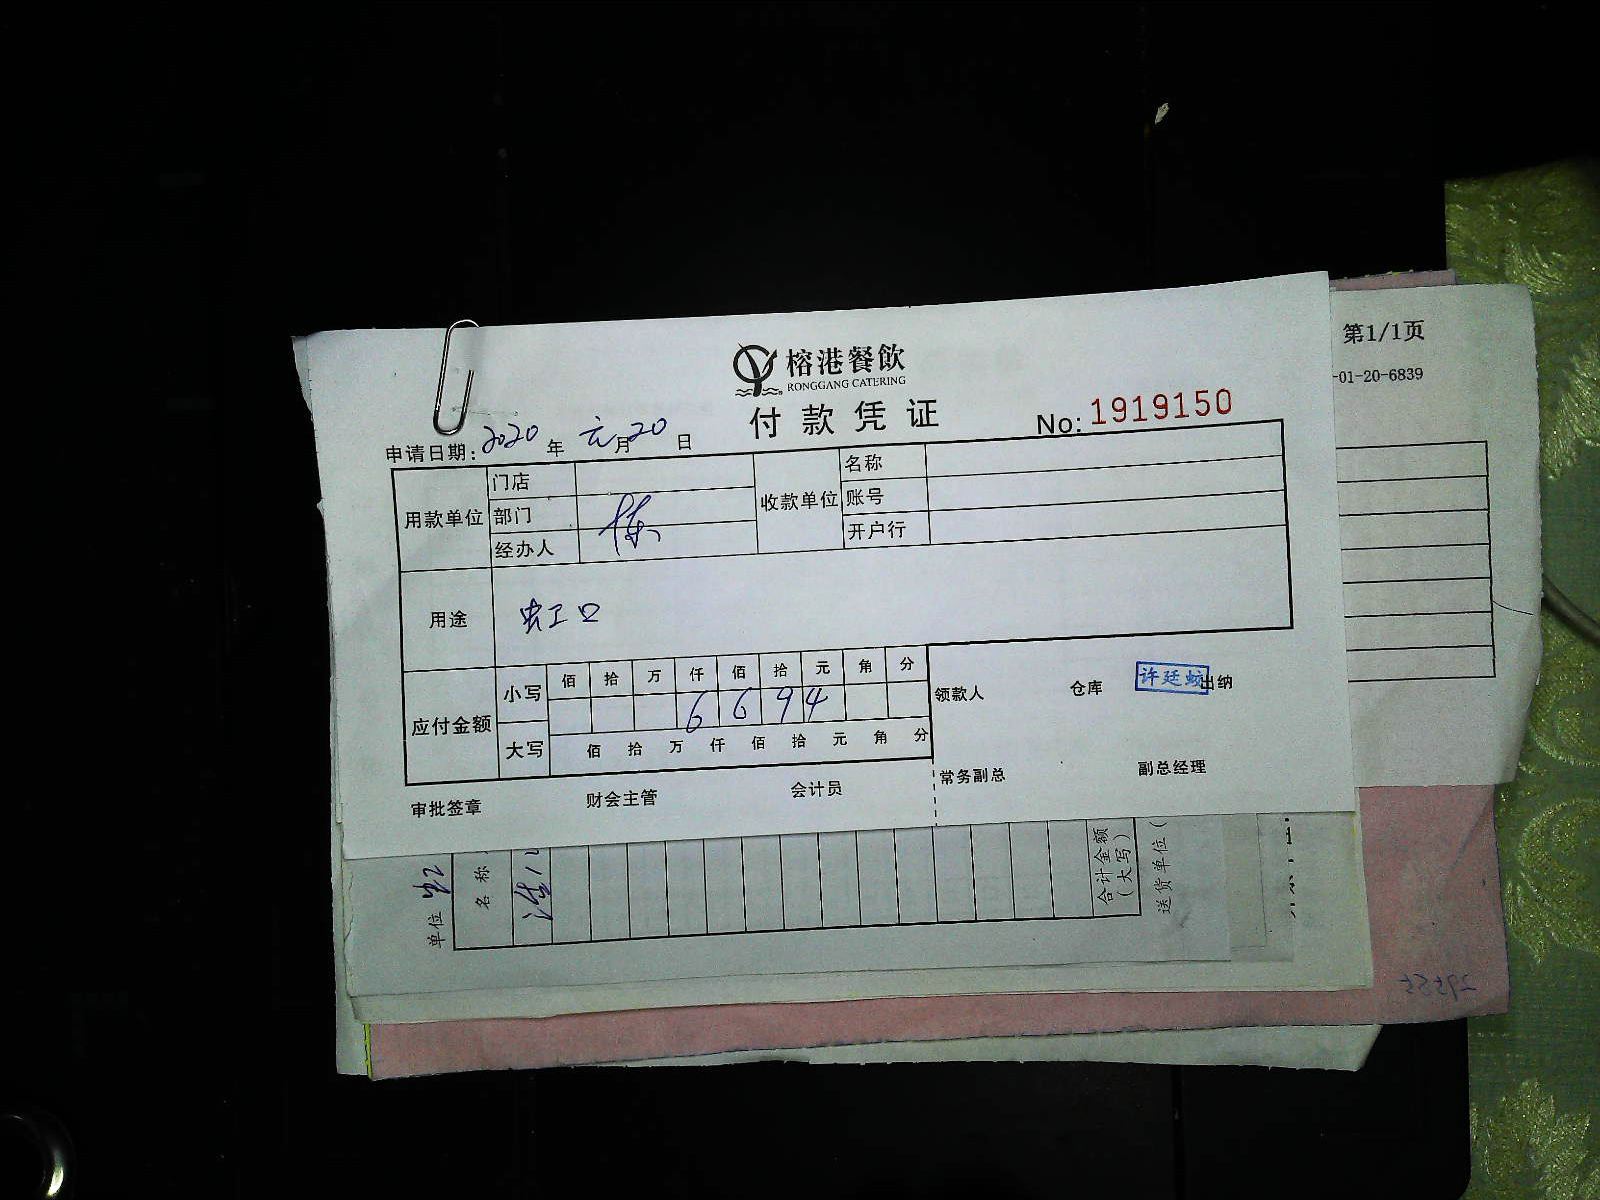 榕港餐飲
RONGGANG CATERING
付款凭证
No: 1919150
申请日期: 2020 年 元月20 日
用款单位 门店 收款单位 名称
部门 账号
经办人 陈 开户行
用途 虹口
应付金额 小写 佰 拾 万 仟 佰 拾 元 角 分
6 6 9 4
大写 佰 拾 万 仟 佰 拾 元 角 分
领款人 仓库 许廷蛟 出纳
常务副总 副总经理
审批签章 财会主管 会计员
第1/1页
-01-20-6839
单位 虹
名称
合计金额
(大写)
送货单位(